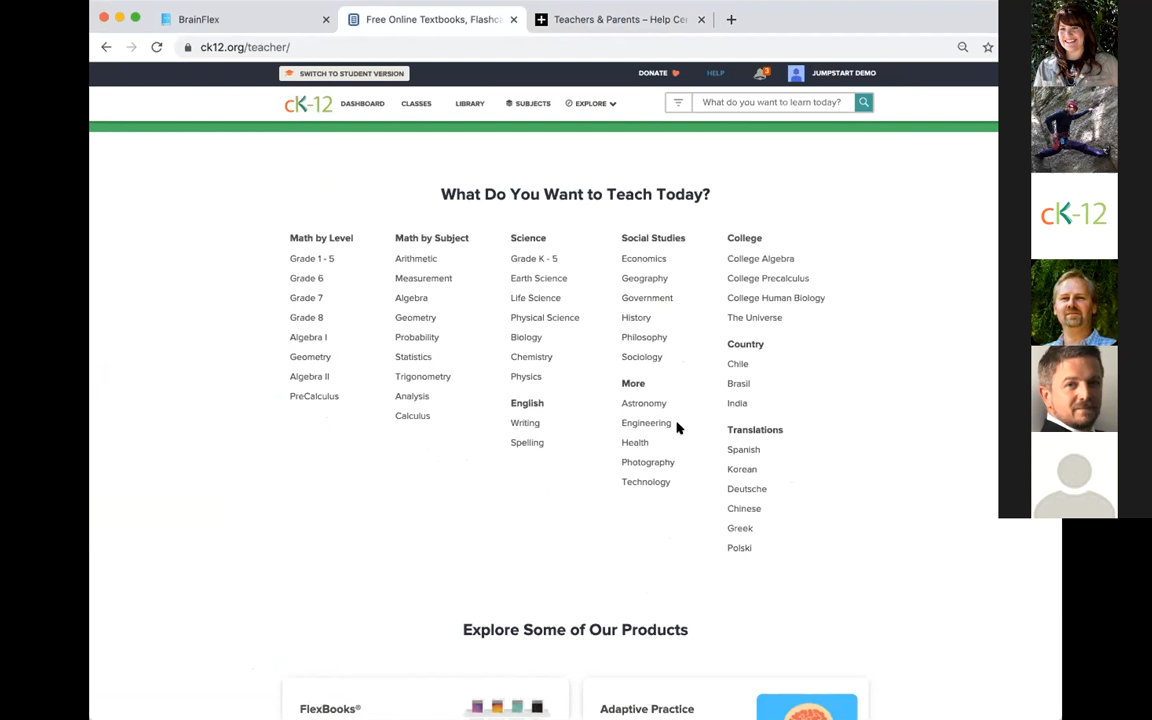 BrainFlex
Free Online Textbooks, Flashca
Teachers & Parents – Help Cen
ck12.org/teacher/
SWITCH TO STUDENT VERSION
DONATE
HELP
3
JUMPSTART DEMO
cK-12
DASHBOARD
CLASSES
LIBRARY
SUBJECTS
EXPLORE
What do you want to learn today?
cK-12
What Do You Want to Teach Today?
Math by Level
Grade 1 - 5
Grade 6
Grade 7
Grade 8
Algebra I
Geometry
Algebra II
PreCalculus
Math by Subject
Arithmetic
Measurement
Algebra
Geometry
Probability
Statistics
Trigonometry
Analysis
Calculus
Science
Grade K - 5
Earth Science
Life Science
Physical Science
Biology
Chemistry
Physics
English
Writing
Spelling
Social Studies
Economics
Geography
Government
History
Philosophy
Sociology
More
Astronomy
Engineering
Health
Photography
Technology
College
College Algebra
College Precalculus
College Human Biology
The Universe
Country
Chile
Brasil
India
Translations
Spanish
Korean
Deutsche
Chinese
Greek
Polski
Explore Some of Our Products
FlexBooks®
Adaptive Practice